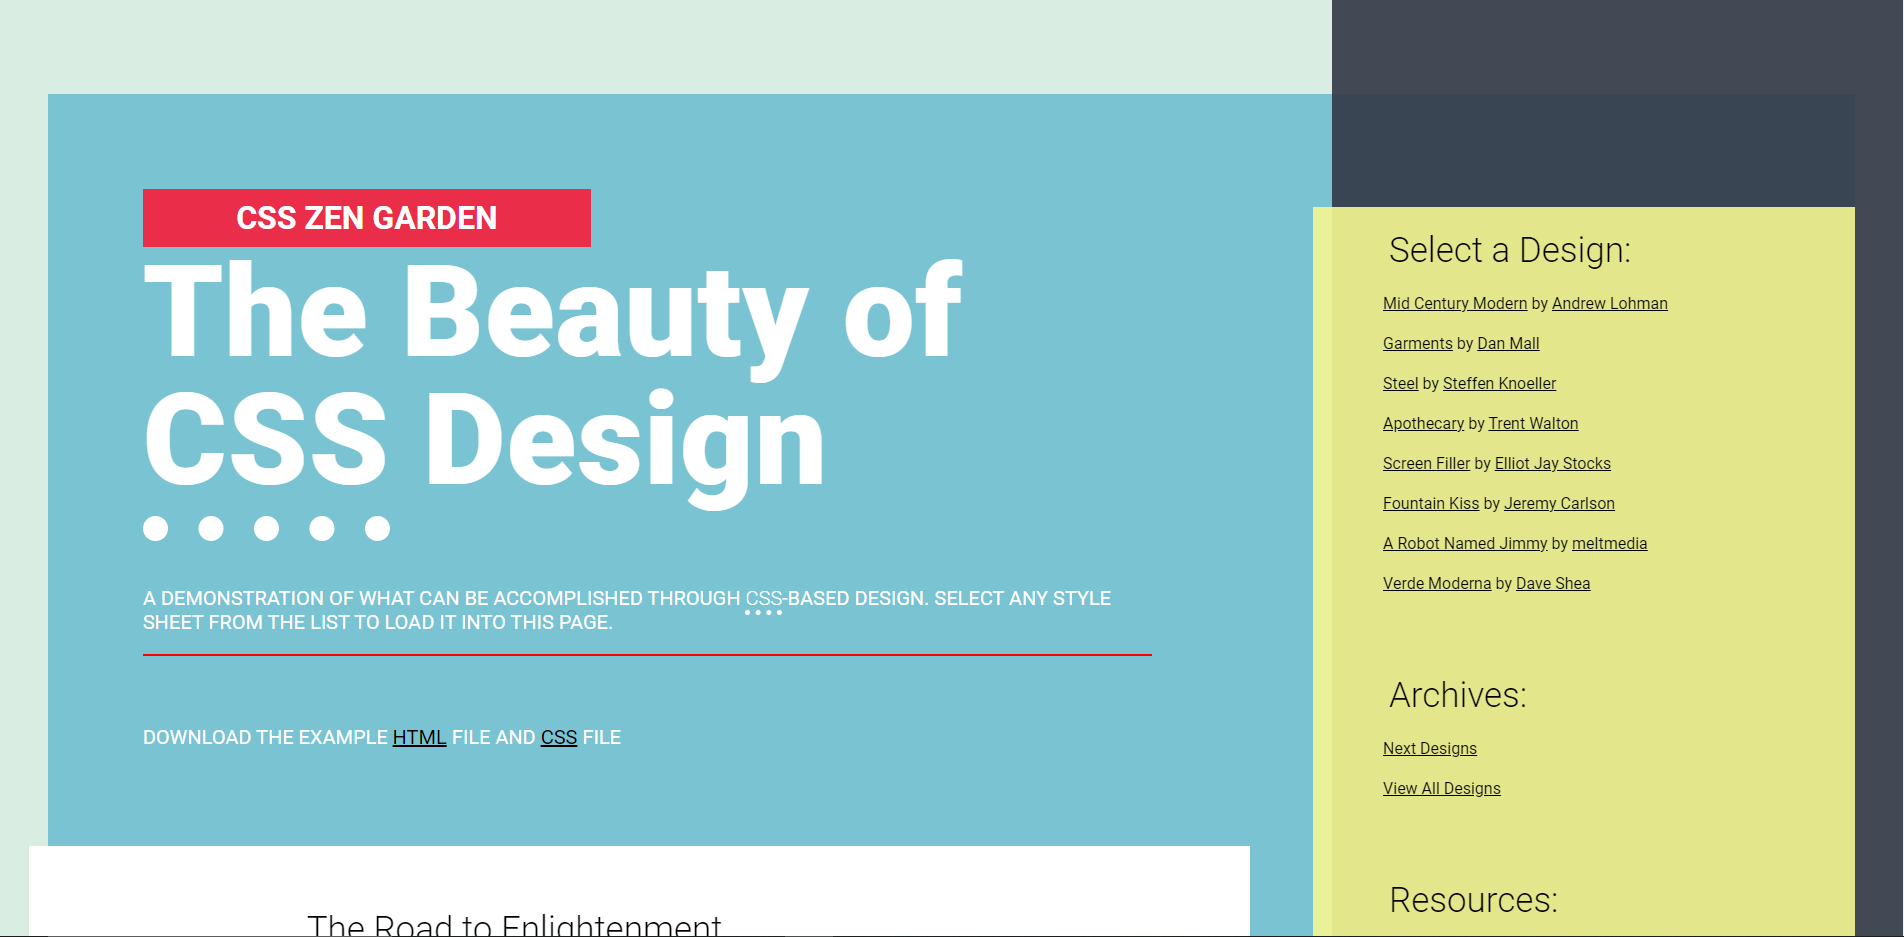 CSS ZEN GARDEN
The Beauty of
CSS Design
A DEMONSTRATION OF WHAT CAN BE ACCOMPLISHED THROUGH CSS-BASED DESIGN. SELECT ANY STYLE
SHEET FROM THE LIST TO LOAD IT INTO THIS PAGE.
DOWNLOAD THE EXAMPLE HTML FILE AND CSS FILE
The Road to Enlightenment
Select a Design:
Mid Century Modern by Andrew Lohman
Garments by Dan Mall
Steel by Steffen Knoeller
Apothecary by Trent Walton
Screen Filler by Elliot Jay Stocks
Fountain Kiss by Jeremy Carlson
A Robot Named Jimmy by meltmedia
Verde Moderna by Dave Shea
Archives:
Next Designs
View All Designs
Resources: